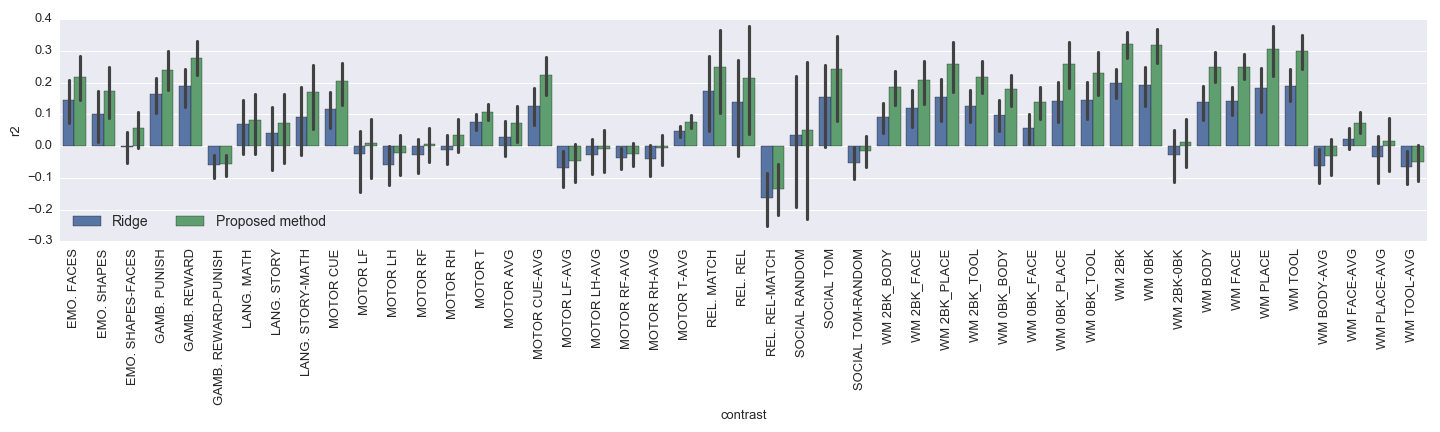 0.4
0.3
0.2
0.1
0.0
−0.1
−0.2
−0.3
r2
Ridge
Proposed method
EMO. FACES
EMO. SHAPES
EMO. SHAPES-FACES
GAMB. PUNISH
GAMB. REWARD
GAMB. REWARD-PUNISH
LANG. MATH
LANG. STORY
LANG. STORY-MATH
MOTOR CUE
MOTOR LF
MOTOR LH
MOTOR RF
MOTOR RH
MOTOR T
MOTOR AVG
MOTOR CUE-AVG
MOTOR LF-AVG
MOTOR LH-AVG
MOTOR RF-AVG
MOTOR RH-AVG
MOTOR T-AVG
REL. MATCH
REL. REL
REL. REL-MATCH
SOCIAL RANDOM
SOCIAL TOM
SOCIAL TOM-RANDOM
WM 2BK_BODY
WM 2BK_FACE
WM 2BK_PLACE
WM 2BK_TOOL
WM 0BK_BODY
WM 0BK_FACE
WM 0BK_PLACE
WM 0BK_TOOL
WM 2BK
WM 0BK
WM 2BK-0BK
WM BODY
WM FACE
WM PLACE
WM TOOL
WM BODY-AVG
WM FACE-AVG
WM PLACE-AVG
WM TOOL-AVG
contrast